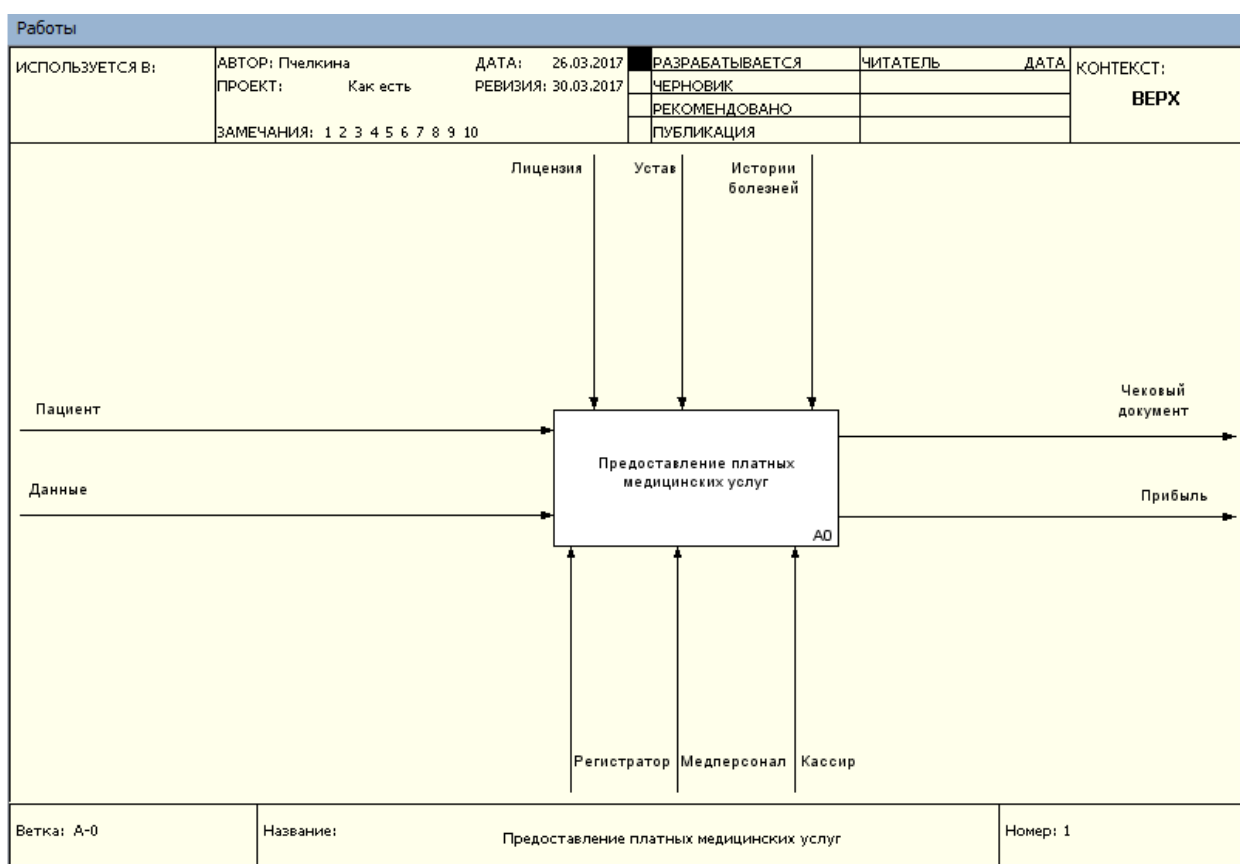 Работы
ИСПОЛЬЗУЕТСЯ В:
АВТОР: Пчелкина
ДАТА: 26.03.2017
ПРОЕКТ: Как есть
РЕВИЗИЯ: 30.03.2017
ЗАМЕЧАНИЯ: 1 2 3 4 5 6 7 8 9 10
РАЗРАБАТЫВАЕТСЯ
ЧЕРНОВИК
РЕКОМЕНДОВАНО
ПУБЛИКАЦИЯ
ЧИТАТЕЛЬ
ДАТА
КОНТЕКСТ:
ВЕРХ
Лицензия
Устав
Истории
болезней
Пациент
Данные
Предоставление платных
медицинских услуг
A0
Чековый
документ
Прибыль
Регистратор
Медперсонал
Кассир
Ветка: A-0
Название:
Предоставление платных медицинских услуг
Номер: 1